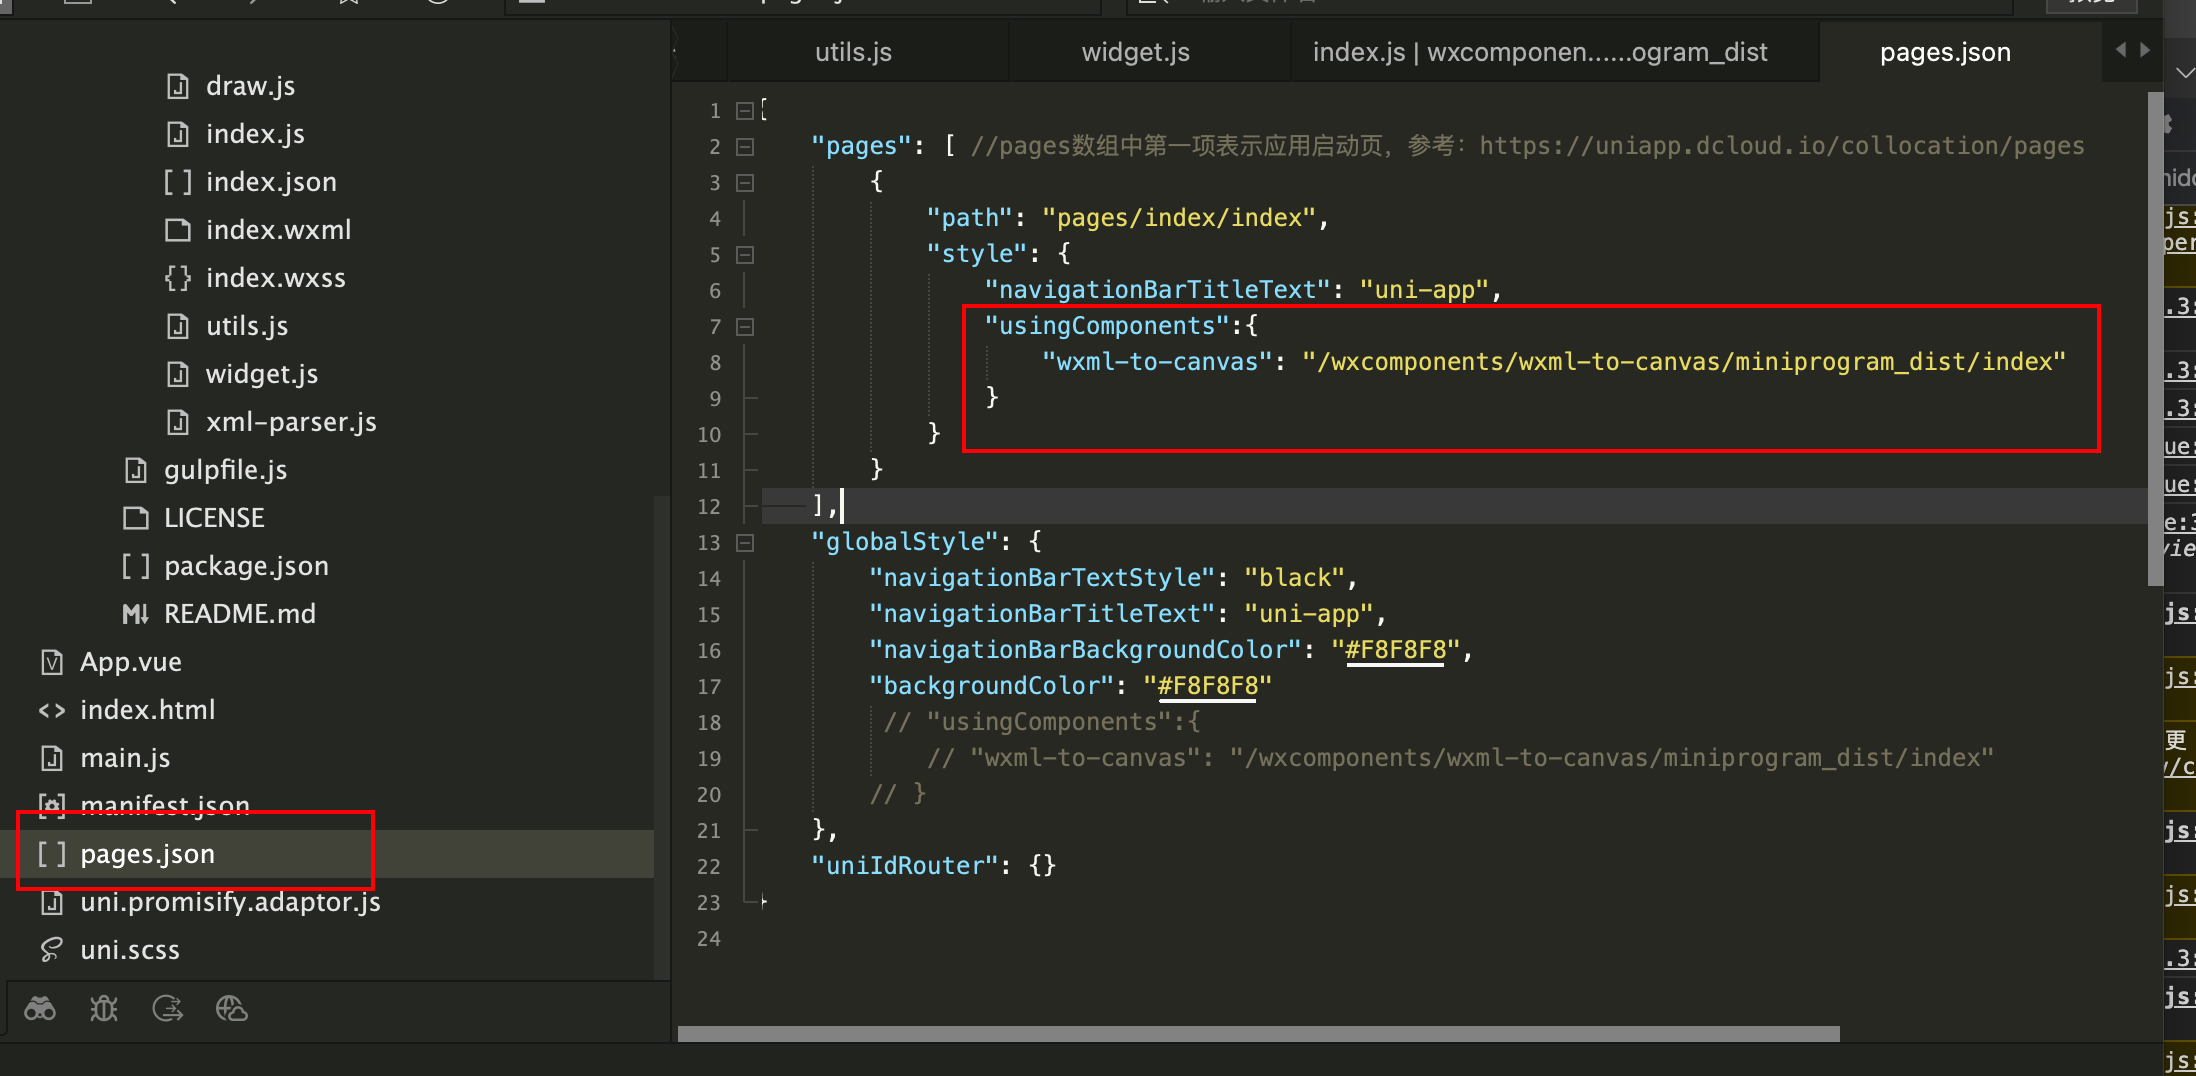 utils.js
widget.js
index.js | wxcomponen......ogram_dist
pages.json
draw.js
index.js
index.json
index.wxml
index.wxss
utils.js
widget.js
xml-parser.js
gulpfile.js
LICENSE
package.json
README.md
App.vue
index.html
main.js
manifest.json
pages.json
uni.promisify.adaptor.js
uni.scss
1 {
2 "pages": [ //pages数组中第一项表示应用启动页，参考：https://uniapp.dcloud.io/collocation/pages
3 {
4 "path": "pages/index/index",
5 "style": {
6 "navigationBarTitleText": "uni-app",
7 "usingComponents":{
8 "wxml-to-canvas": "/wxcomponents/wxml-to-canvas/miniprogram_dist/index"
9 }
10 }
11 }
12 ],
13 "globalStyle": {
14 "navigationBarTextStyle": "black",
15 "navigationBarTitleText": "uni-app",
16 "navigationBarBackgroundColor": "#F8F8F8",
17 "backgroundColor": "#F8F8F8"
18 // "usingComponents":{
19 // "wxml-to-canvas": "/wxcomponents/wxml-to-canvas/miniprogram_dist/index"
20 // }
21 },
22 "uniIdRouter": {}
23 }
24